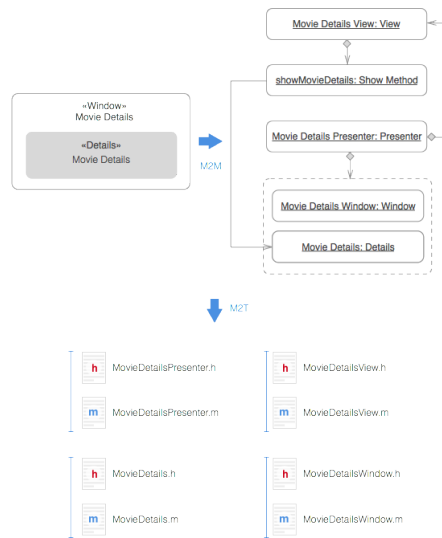 Movie Details View: View
showMovieDetails: Show Method
«Window»
Movie Details
«Details»
Movie Details
M2M
Movie Details Presenter: Presenter
Movie Details Window: Window
Movie Details: Details
M2T
h MovieDetailsPresenter.h
h MovieDetailsView.h
m MovieDetailsPresenter.m
m MovieDetailsView.m
h MovieDetails.h
h MovieDetailsWindow.h
m MovieDetails.m
m MovieDetailsWindow.m